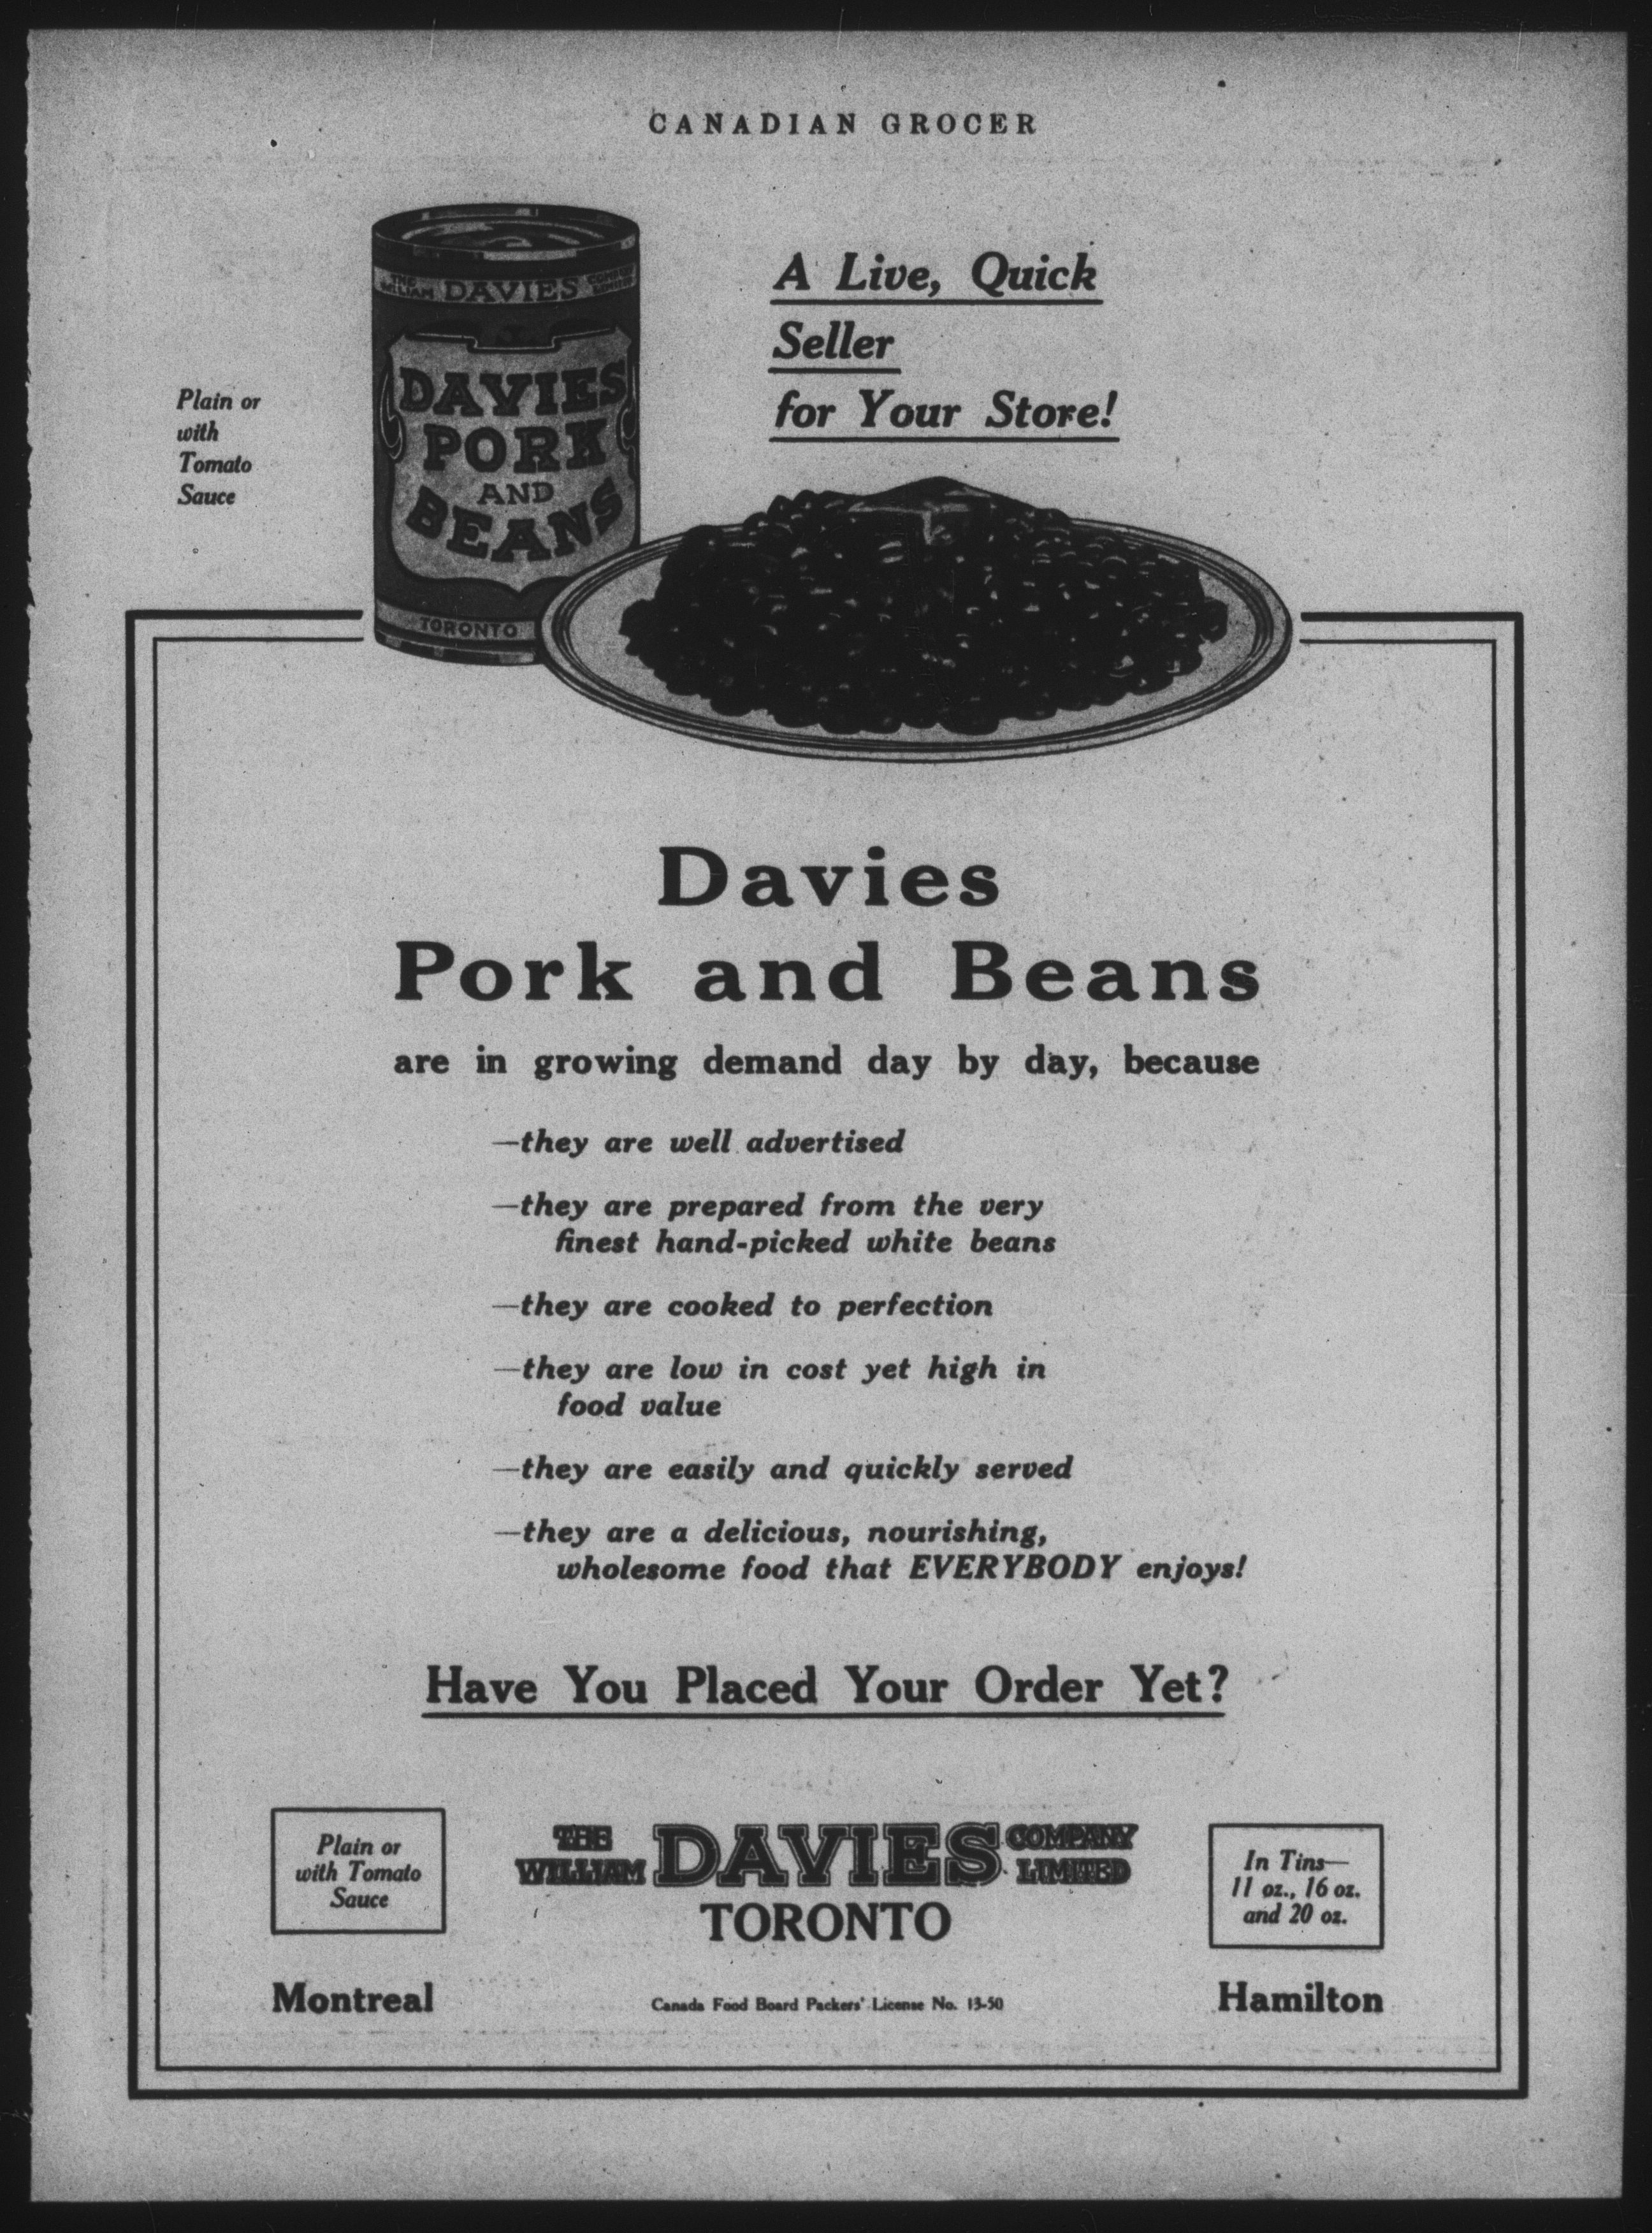 CANADIAN GROCER
A Live, Quick
Seller
for Your Store!
Plain or
with
Tomato
Sauce
THE WILLIAM DAVIES COMPANY LIMITED
DAVIES
PORK
AND
BEANS
TORONTO
Davies
Pork and Beans
are in growing demand day by day, because
—they are well advertised
—they are prepared from the very
finest hand-picked white beans
—they are cooked to perfection
—they are low in cost yet high in
food value
—they are easily and quickly served
—they are a delicious, nourishing,
wholesome food that EVERYBODY enjoys!
Have You Placed Your Order Yet?
Plain or
with Tomato
Sauce
THE WILLIAM DAVIES COMPANY LIMITED
TORONTO
In Tins—
11 oz., 16 oz.
and 20 oz.
Montreal
Canada Food Board Packers' License No. 13-50
Hamilton